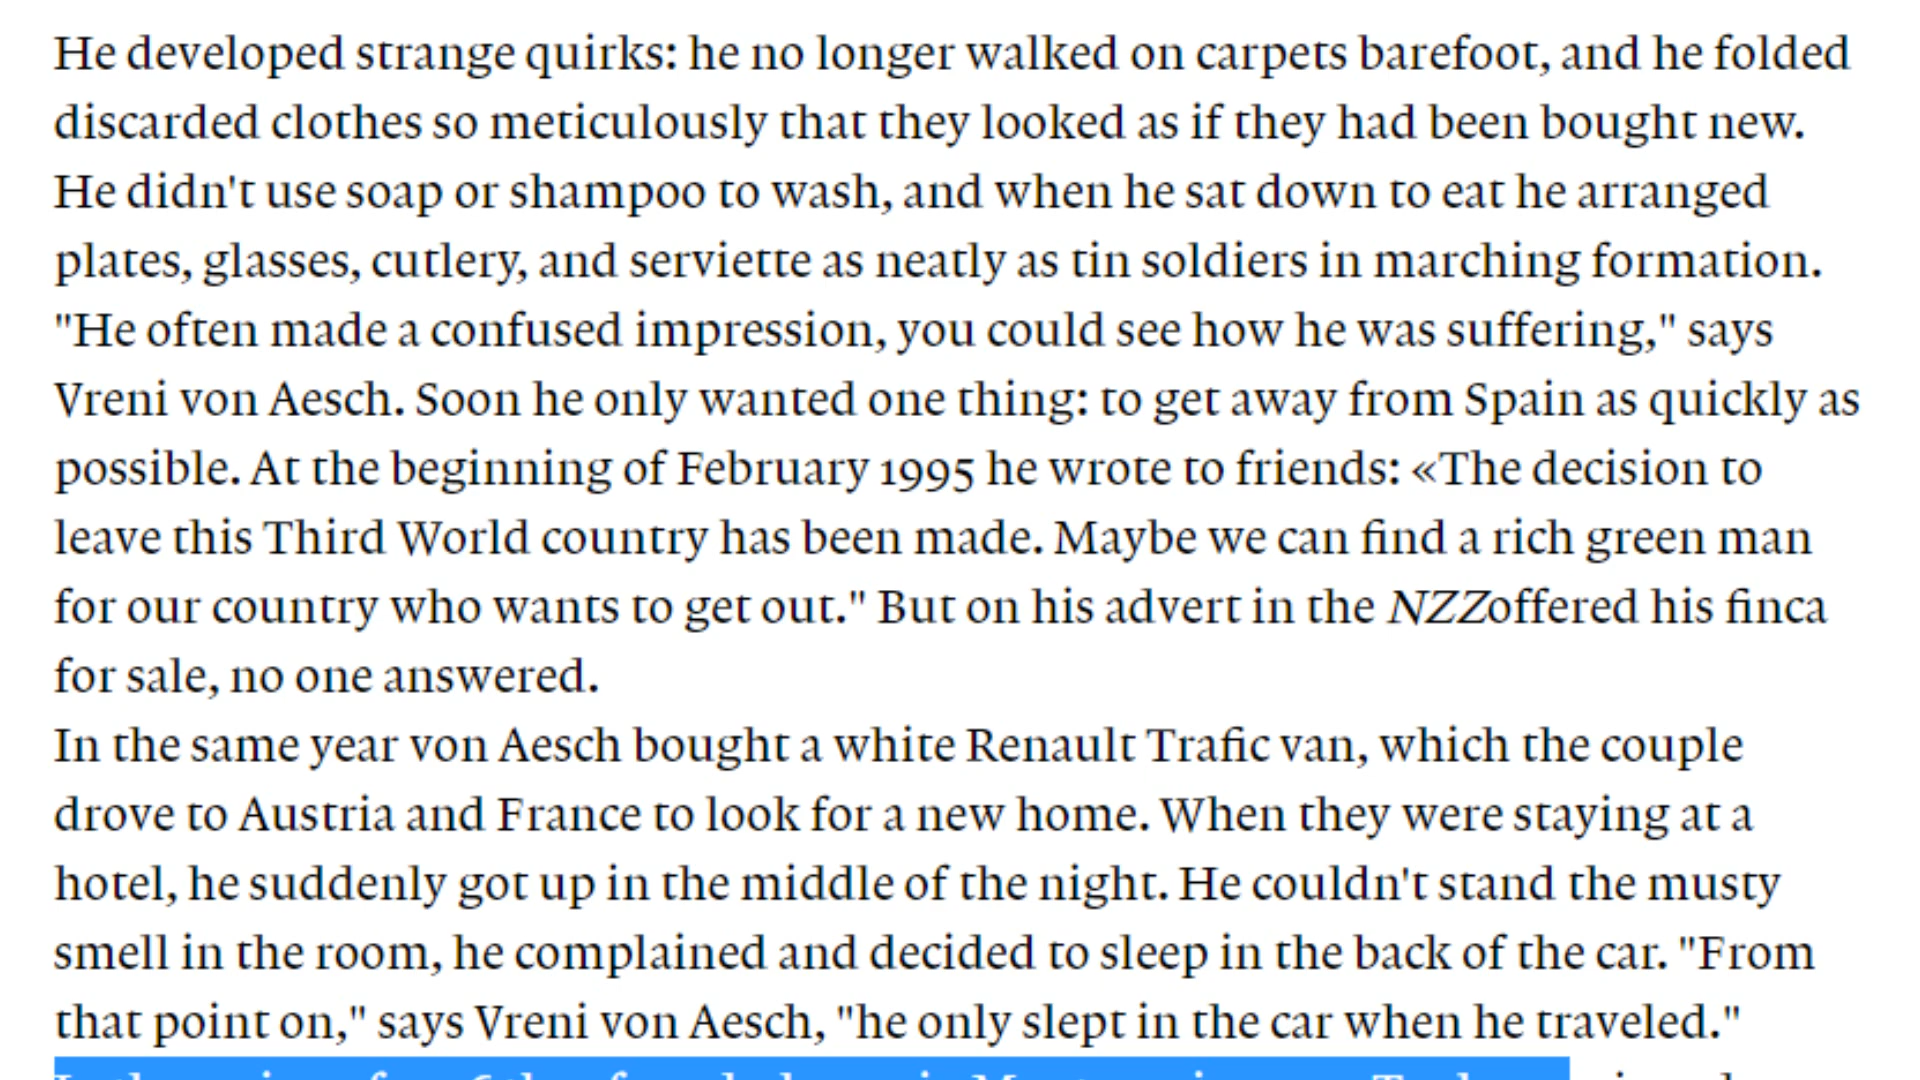 He developed strange quirks: he no longer walked on carpets barefoot, and he folded
discarded clothes so meticulously that they looked as if they had been bought new.
He didn't use soap or shampoo to wash, and when he sat down to eat he arranged
plates, glasses, cutlery, and serviette as neatly as tin soldiers in marching formation.
"He often made a confused impression, you could see how he was suffering," says
Vreni von Aesch. Soon he only wanted one thing: to get away from Spain as quickly as
possible. At the beginning of February 1995 he wrote to friends: «The decision to
leave this Third World country has been made. Maybe we can find a rich green man
for our country who wants to get out." But on his advert in the NZZoffered his finca
for sale, no one answered.
In the same year von Aesch bought a white Renault Trafic van, which the couple
drove to Austria and France to look for a new home. When they were staying at a
hotel, he suddenly got up in the middle of the night. He couldn't stand the musty
smell in the room, he complained and decided to sleep in the back of the car. "From
that point on," says Vreni von Aesch, "he only slept in the car when he traveled."